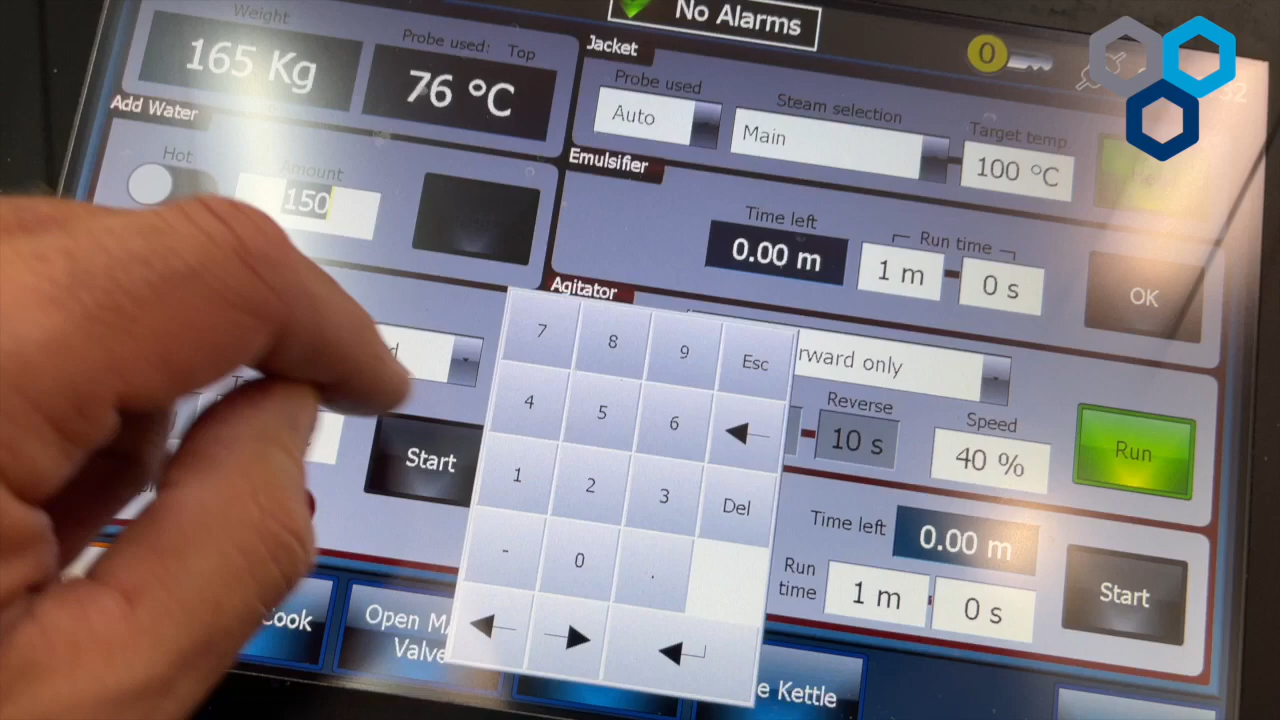 Weight
165 Kg
Probe used: Top
76 °C
No Alarms
0
Jacket
Probe used
Auto
Steam selection
Main
Target temp
100 °C
Add Water
Hot
Amount
150
Emulsifier
Time left
0.00 m
Run time
1 m
0 s
OK
Agitator
rward only
Reverse
10 s
Speed
40 %
Run
Start
7 8 9 Esc
4 5 6
1 2 3 Del
- 0 .
Time left
0.00 m
Run
time
1 m
0 s
Start
Cook
Open M
Valve
e Kettle